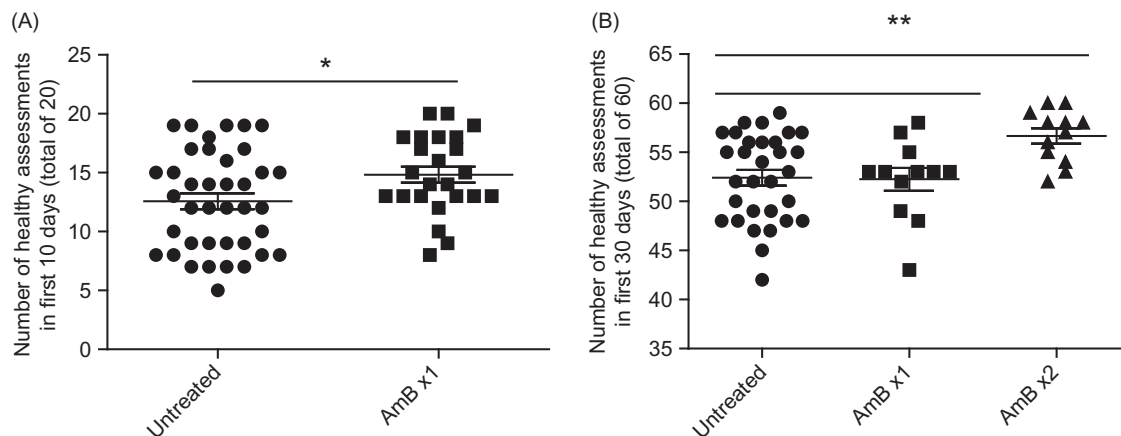 (A)
Number of healthy assessments
in first 10 days (total of 20)
25
20
15
10
5
0
*
Untreated
AmB x1
(B)
Number of healthy assessments
in first 30 days (total of 60)
65
60
55
50
45
40
35
**
Untreated
AmB x1
AmB x2